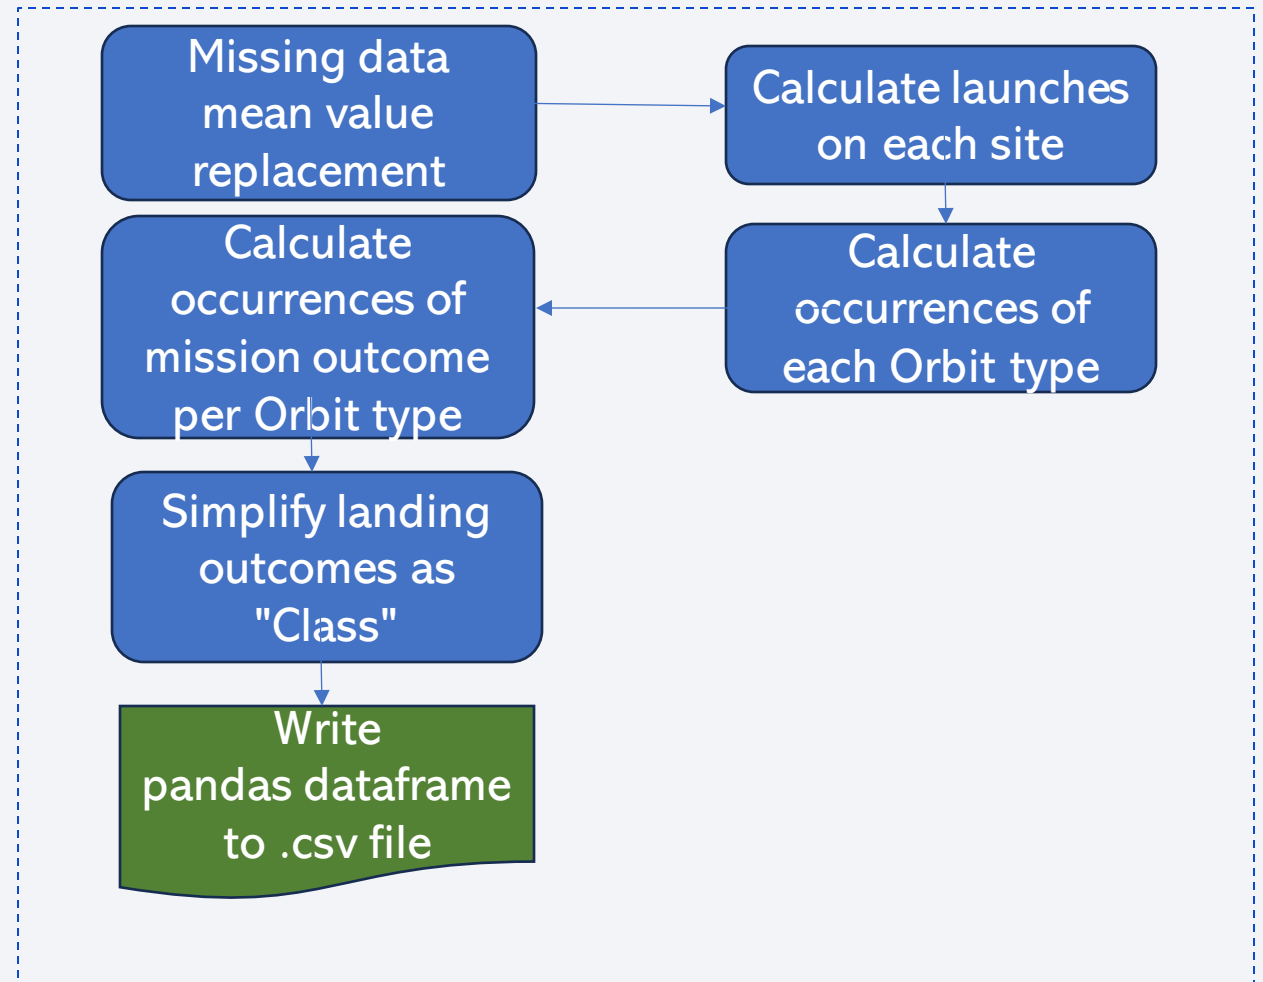 Missing data
mean value
replacement
Calculate launches
on each site
Calculate
occurrences of
each Orbit type
Calculate
occurrences of
mission outcome
per Orbit type
Simplify landing
outcomes as
"Class"
Write
pandas dataframe
to .csv file